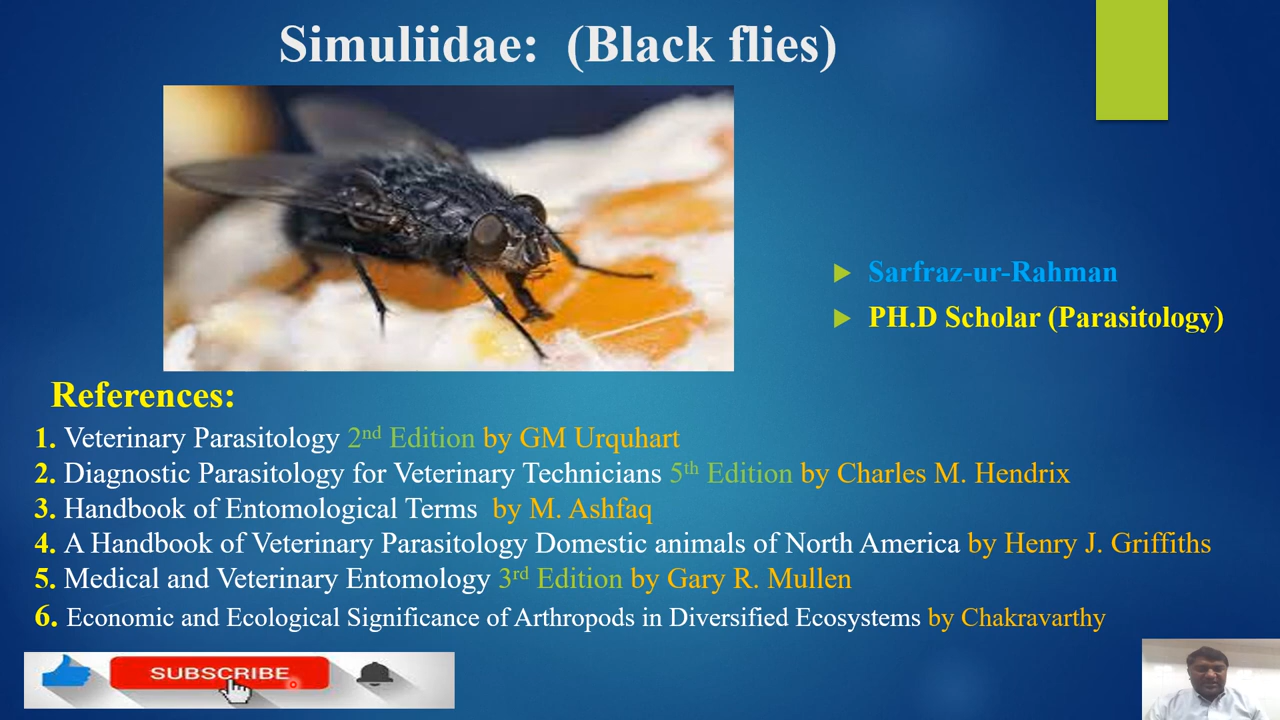 Simuliidae: (Black flies)
Sarfraz-ur-Rahman
PH.D Scholar (Parasitology)
References:
1. Veterinary Parasitology 2nd Edition by GM Urquhart
2. Diagnostic Parasitology for Veterinary Technicians 5th Edition by Charles M. Hendrix
3. Handbook of Entomological Terms by M. Ashfaq
4. A Handbook of Veterinary Parasitology Domestic animals of North America by Henry J. Griffiths
5. Medical and Veterinary Entomology 3rd Edition by Gary R. Mullen
6. Economic and Ecological Significance of Arthropods in Diversified Ecosystems by Chakravarthy
SUBSCRIBE